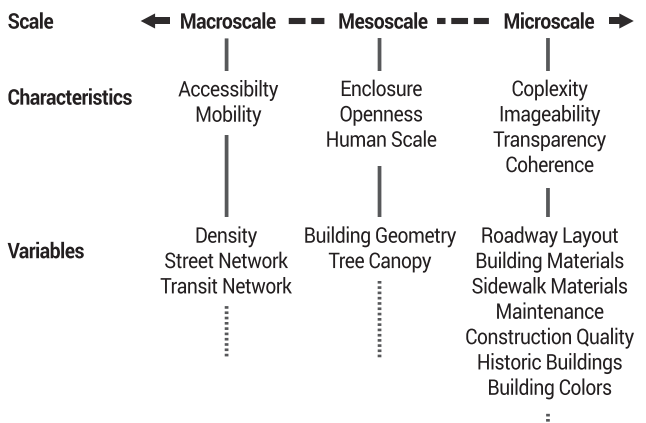 Scale Macroscale Mesoscale Microscale
Characteristics
Accessibilty
Mobility
Enclosure
Openness
Human Scale
Coplexity
Imageability
Transparency
Coherence
Variables
Density
Street Network
Transit Network
Building Geometry
Tree Canopy
Roadway Layout
Building Materials
Sidewalk Materials
Maintenance
Construction Quality
Historic Buildings
Building Colors